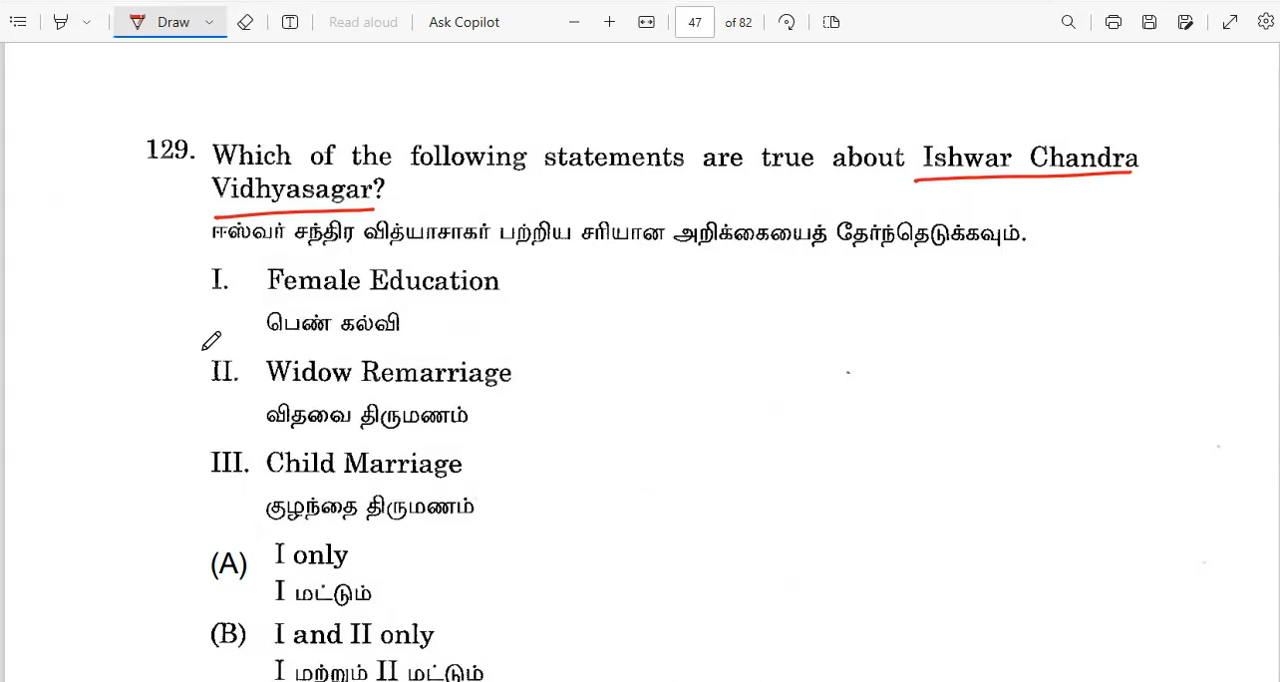 Draw
Read aloud
Ask Copilot
47 of 82
129. Which of the following statements are true about Ishwar Chandra
Vidhyasagar?
ஈஸ்வர் சந்திர வித்யாசாகர் பற்றிய சரியான அறிக்கையைத் தேர்ந்தெடுக்கவும்.
I. Female Education
பெண் கல்வி
II. Widow Remarriage
விதவை திருமணம்
III. Child Marriage
குழந்தை திருமணம்
(A) I only
I மட்டும்
(B) I and II only
I மற்றும் II மட்டும்